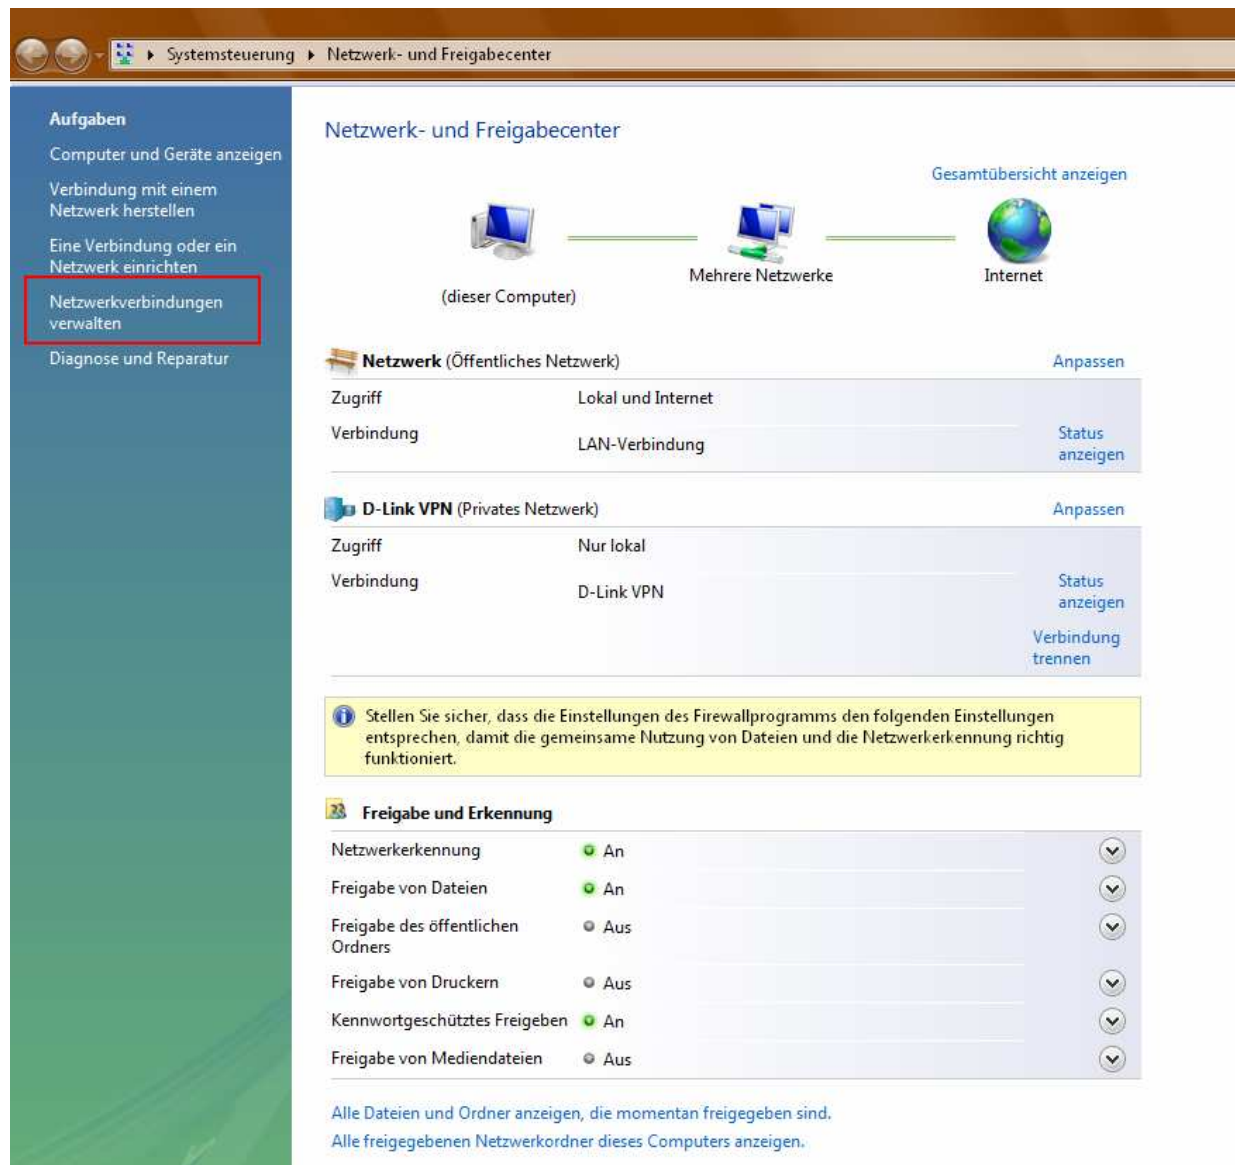 Systemsteuerung Netzwerk- und Freigabecenter
Aufgaben
Computer und Geräte anzeigen
Verbindung mit einem
Netzwerk herstellen
Eine Verbindung oder ein
Netzwerk einrichten
Netzwerkverbindungen
verwalten
Diagnose und Reparatur
Netzwerk- und Freigabecenter
Gesamtübersicht anzeigen
(dieser Computer)
Mehrere Netzwerke
Internet
Netzwerk (Öffentliches Netzwerk) Anpassen
Zugriff Lokal und Internet
Verbindung LAN-Verbindung Status
anzeigen
D-Link VPN (Privates Netzwerk) Anpassen
Zugriff Nur lokal
Verbindung D-Link VPN Status
anzeigen
Verbindung
trennen
Stellen Sie sicher, dass die Einstellungen des Firewallprogramms den folgenden Einstellungen
entsprechen, damit die gemeinsame Nutzung von Dateien und die Netzwerkerkennung richtig
funktioniert.
Freigabe und Erkennung
Netzwerkerkennung An
Freigabe von Dateien An
Freigabe des öffentlichen Aus
Ordners
Freigabe von Druckern Aus
Kennwortgeschütztes Freigeben An
Freigabe von Mediendateien Aus
Alle Dateien und Ordner anzeigen, die momentan freigegeben sind.
Alle freigegebenen Netzwerkordner dieses Computers anzeigen.